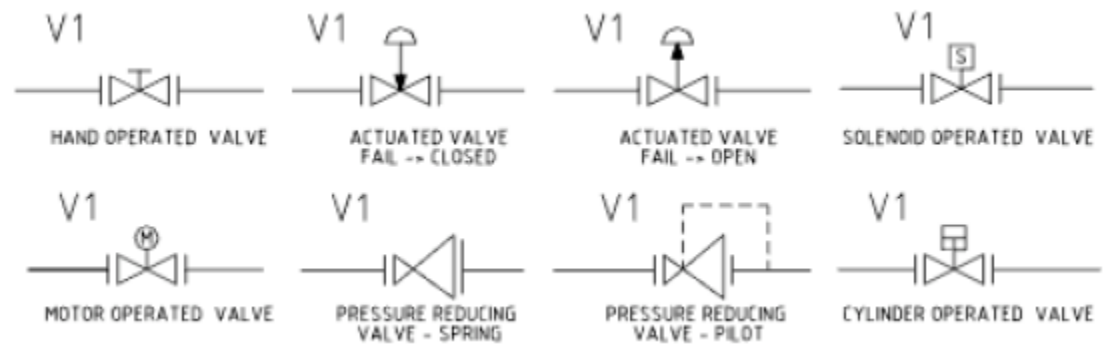 V1
HAND OPERATED VALVE
V1
ACTUATED VALVE
FAIL -> CLOSED
V1
ACTUATED VALVE
FAIL -> OPEN
V1
S
SOLENOID OPERATED VALVE
V1
M
MOTOR OPERATED VALVE
V1
PRESSURE REDUCING
VALVE - SPRING
V1
PRESSURE REDUCING
VALVE - PILOT
V1
CYLINDER OPERATED VALVE